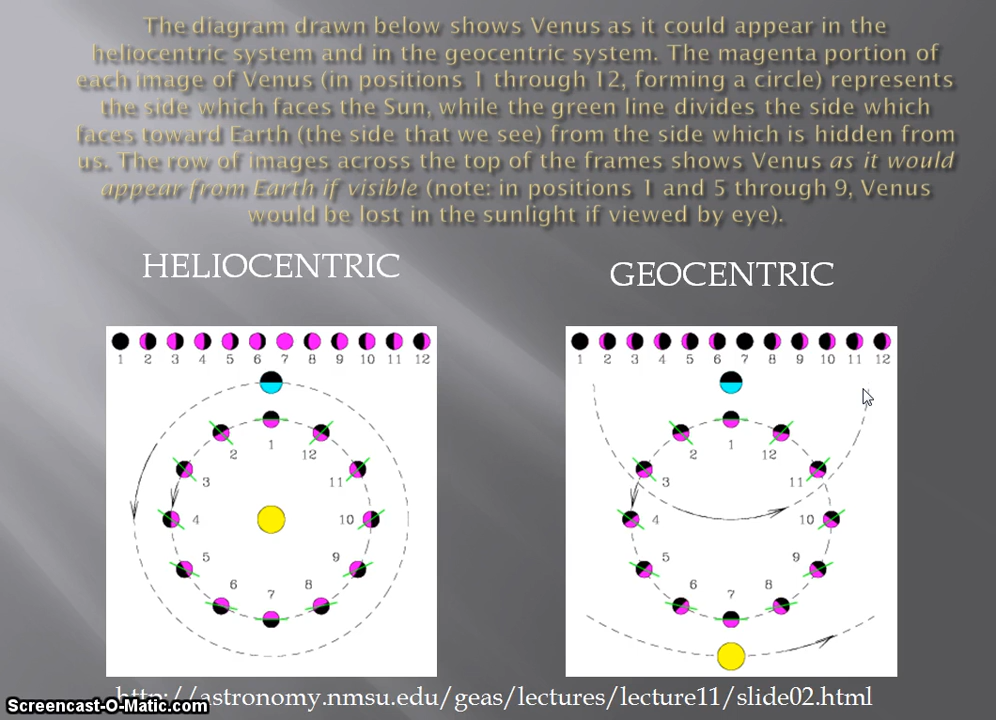 The diagram drawn below shows Venus as it could appear in the
heliocentric system and in the geocentric system. The magenta portion of
each image of Venus (in positions 1 through 12, forming a circle) represents
the side which faces the Sun, while the green line divides the side which
faces toward Earth (the side that we see) from the side which is hidden from
us. The row of images across the top of the frames shows Venus as it would
appear from Earth if visible (note: in positions 1 and 5 through 9, Venus
would be lost in the sunlight if viewed by eye).
HELIOCENTRIC
GEOCENTRIC
1 2 3 4 5 6 7 8 9 10 11 12
1 2 3 4 5 6 7 8 9 10 11 12
1
2
12
3
11
4
10
5
9
6
8
7
1
2
12
3
11
4
10
5
9
6
8
7
http://astronomy.nmsu.edu/geas/lectures/lecture11/slide02.html
Screencast-O-Matic.com